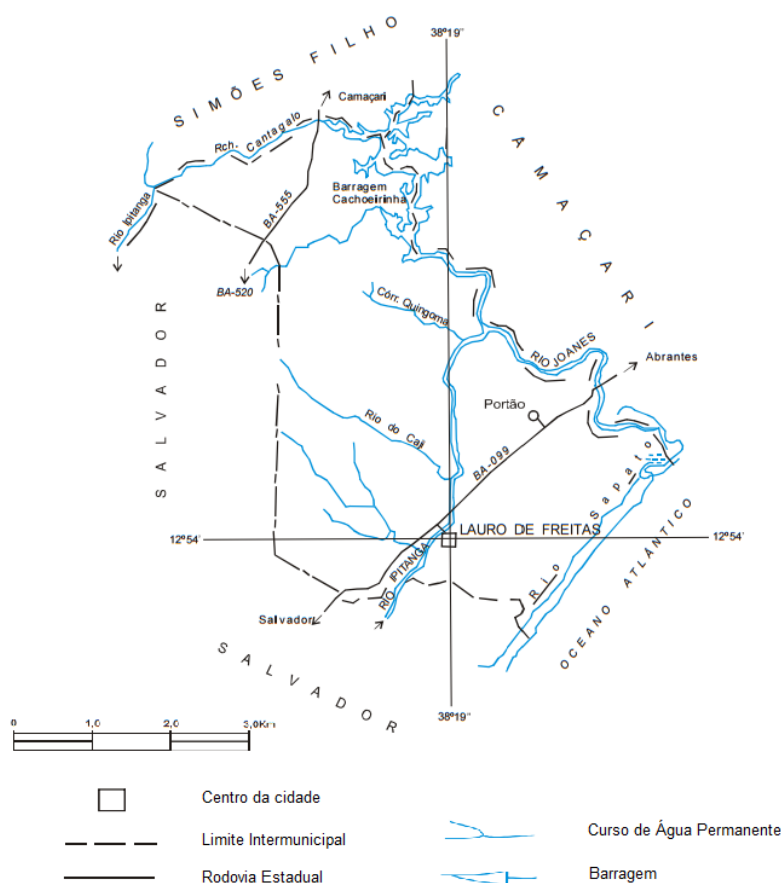 38º19"
SIMÕES FILHO
CAMAÇARI
Camaçari
Rch. Cantagalo
Barragem
Cachoeirinha
BA-555
Rio Ipitanga
BA-520
Córr. Quingoma
RIO JOANES
Abrantes
SALVADOR
Portão
Rio do Caji
BA-099
Rio Sapato
12º54'
LAURO DE FREITAS
12º54'
RIO IPITANGA
OCEANO ATLÂNTICO
Salvador
SALVADOR
38º19"
0 1,0 2,0 3,0Km
Centro da cidade
Limite Intermunicipal
Curso de Água Permanente
Rodovia Estadual
Barragem